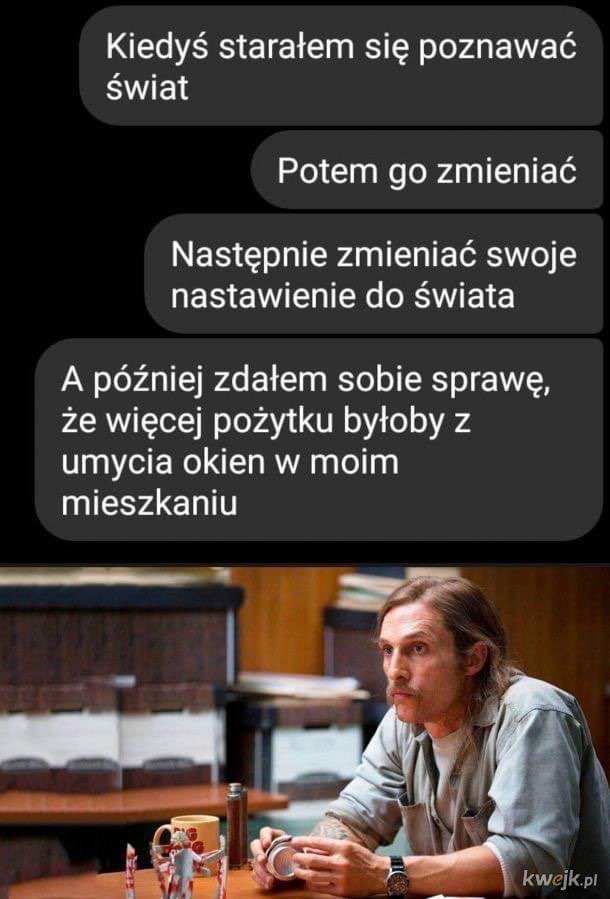 Kiedyś starałem się poznawać
świat
Potem go zmieniać
Następnie zmieniać swoje
nastawienie do świata
A później zdałem sobie sprawę,
że więcej pożytku byłoby z
umycia okien w moim
mieszkaniu
kwejk.pl